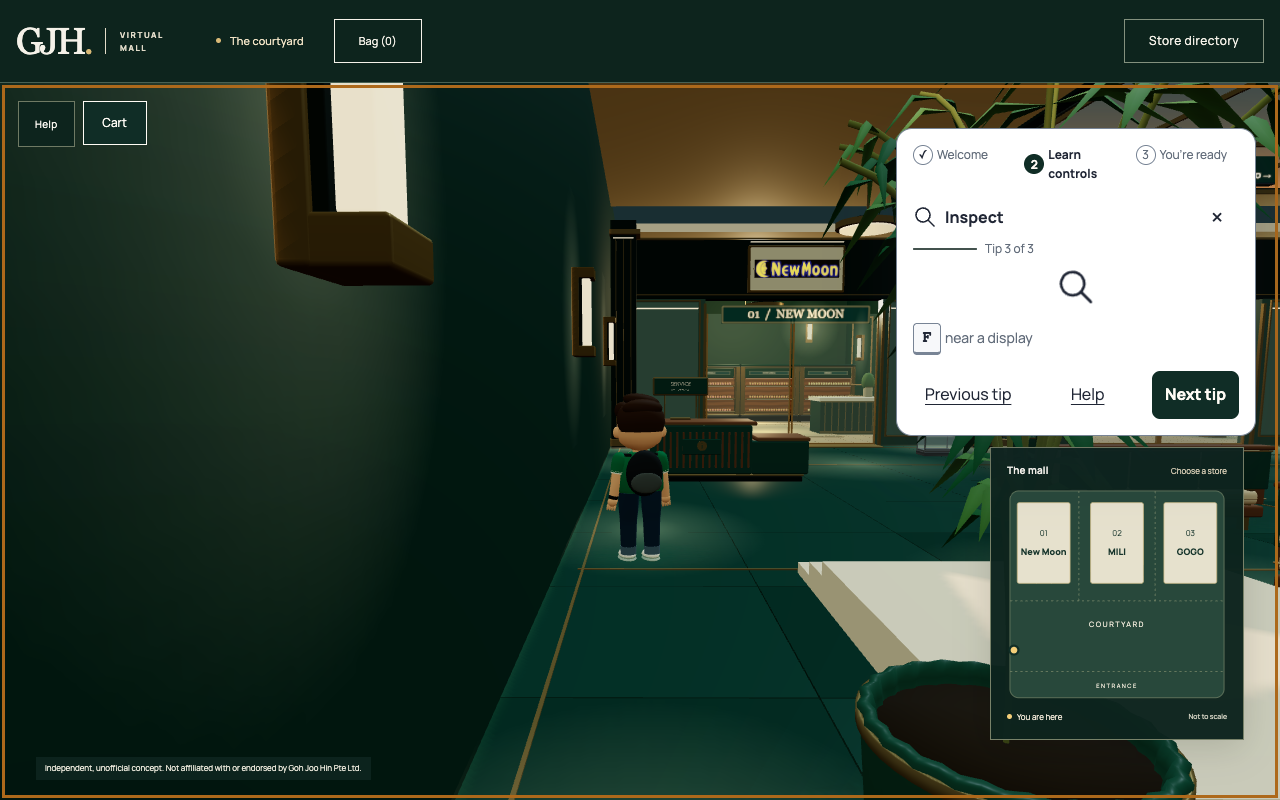 GJH.
VIRTUAL
MALL
The courtyard
Bag (0)
Store directory
Help
Cart
✓ Welcome
2 Learn
controls
3 You're ready
Inspect
Tip 3 of 3
F near a display
Previous tip
Help
Next tip
NewMoon
01 / NEW MOON
SERVICE
The mall
Choose a store
01
New Moon
02
MILI
03
GOGO
COURTYARD
ENTRANCE
You are here
Not to scale
Independent, unofficial concept. Not affiliated with or endorsed by Goh Joo Hin Pte Ltd.